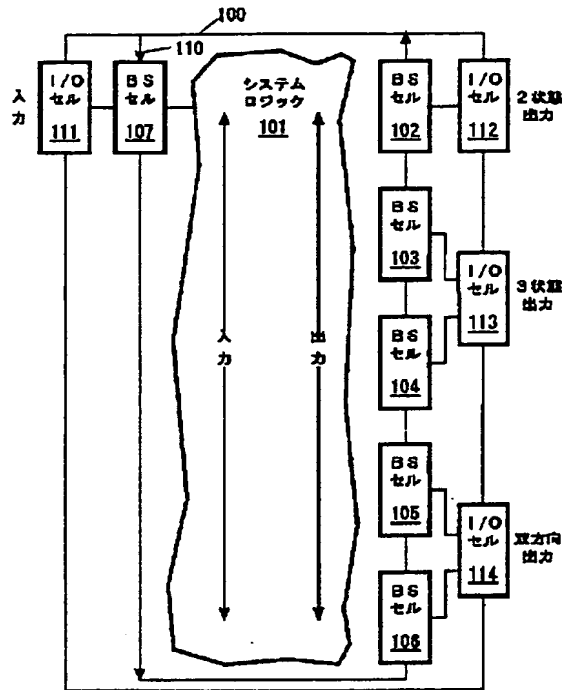 100
110
入
力
I/O
セル
111
BS
セル
107
システム
ロジック
101
BS
セル
102
I/O
セル
112
2状態
出力
BS
セル
103
I/O
セル
113
3状態
出力
BS
セル
104
入
力
出
力
BS
セル
105
I/O
セル
114
双方向
出力
BS
セル
106